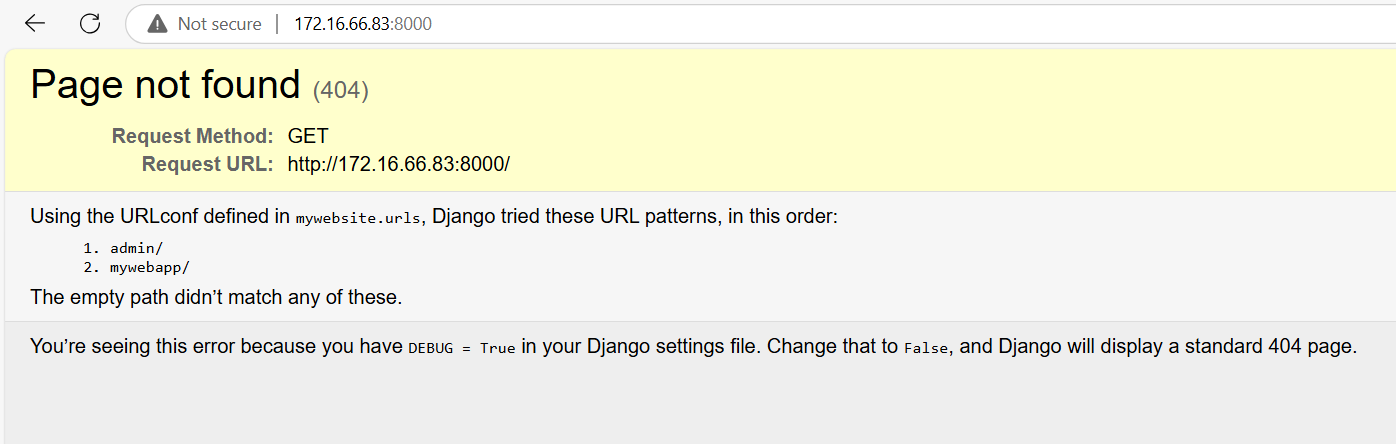 Not secure 172.16.66.83:8000
Page not found (404)
Request Method: GET
Request URL: http://172.16.66.83:8000/
Using the URLconf defined in mywebsite.urls, Django tried these URL patterns, in this order:
1. admin/
2. mywebapp/
The empty path didn’t match any of these.
You’re seeing this error because you have DEBUG = True in your Django settings file. Change that to False, and Django will display a standard 404 page.